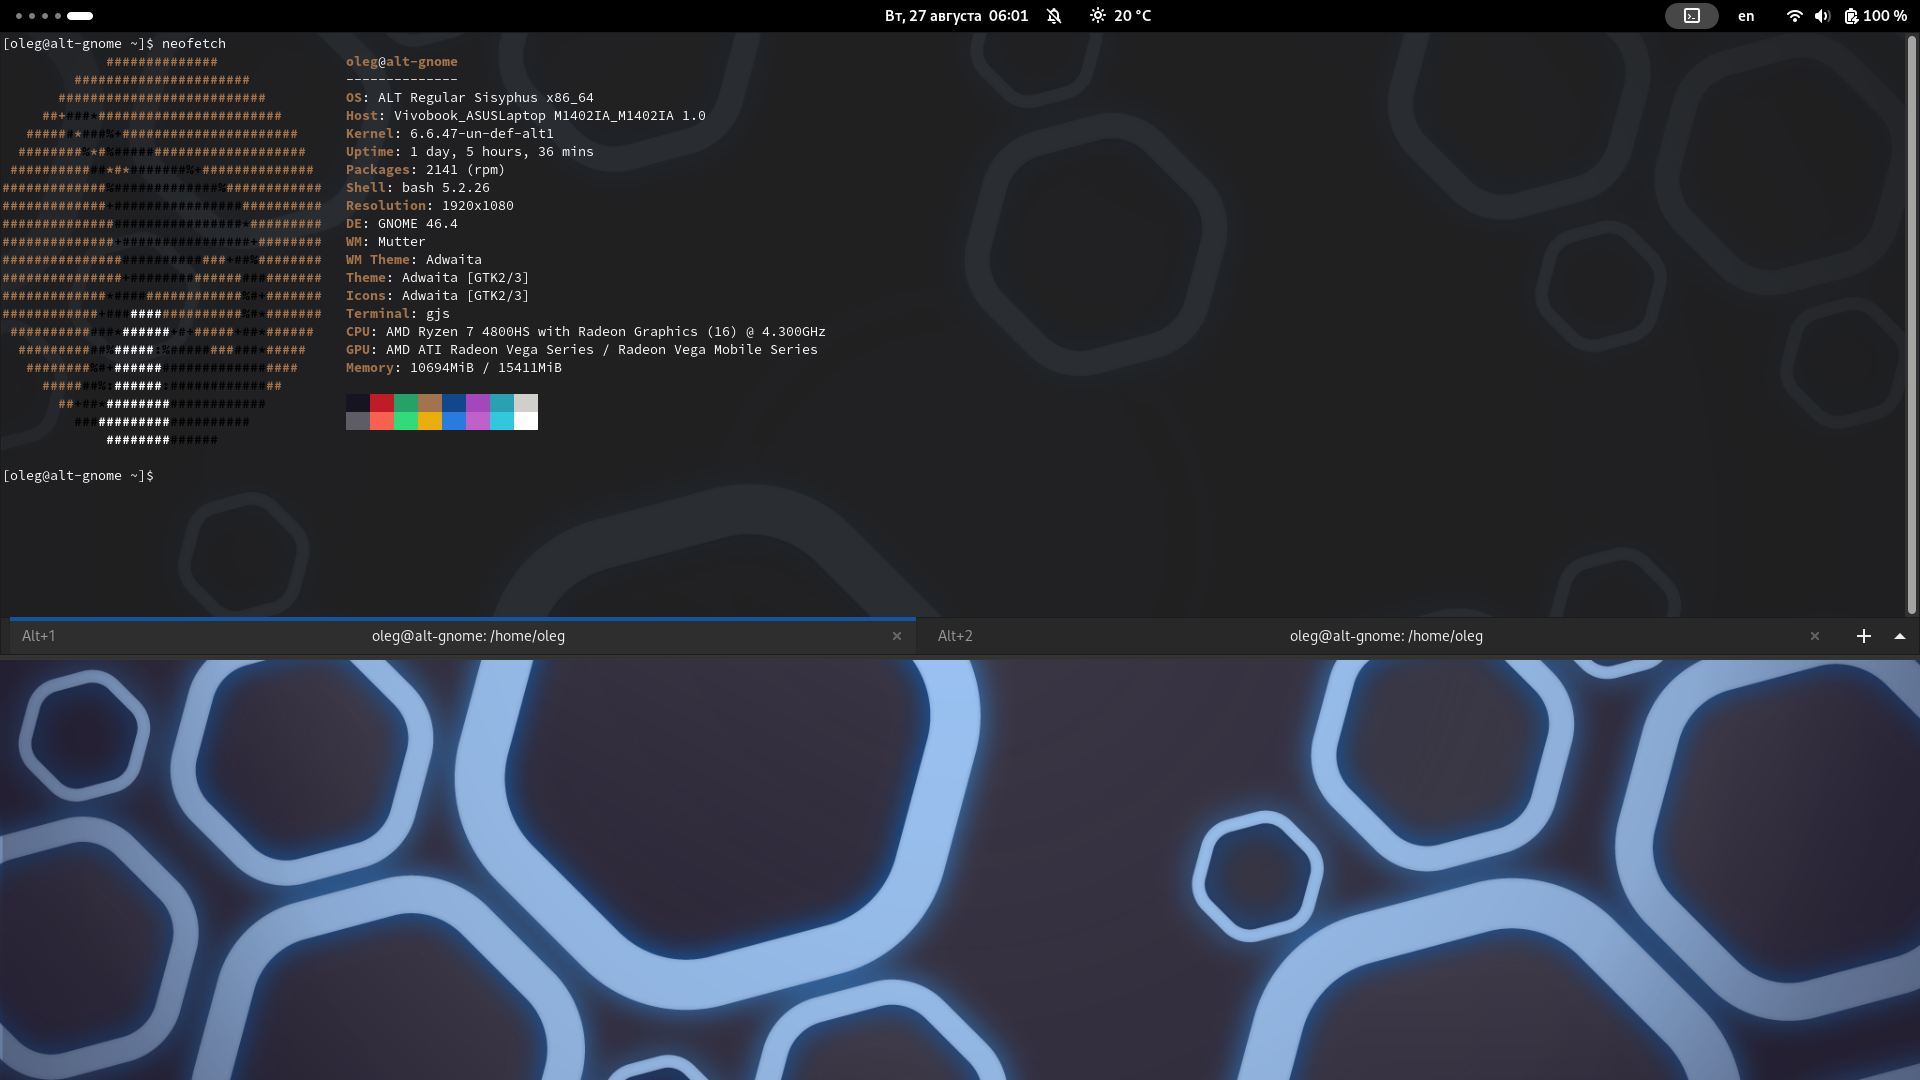 Вт, 27 августа 06:01
20 °C
en
100 %
[oleg@alt-gnome ~]$ neofetch
oleg@alt-gnome
--------------
OS: ALT Regular Sisyphus x86_64
Host: Vivobook_ASUSLaptop M1402IA_M1402IA 1.0
Kernel: 6.6.47-un-def-alt1
Uptime: 1 day, 5 hours, 36 mins
Packages: 2141 (rpm)
Shell: bash 5.2.26
Resolution: 1920x1080
DE: GNOME 46.4
WM: Mutter
WM Theme: Adwaita
Theme: Adwaita [GTK2/3]
Icons: Adwaita [GTK2/3]
Terminal: gjs
CPU: AMD Ryzen 7 4800HS with Radeon Graphics (16) @ 4.300GHz
GPU: AMD ATI Radeon Vega Series / Radeon Vega Mobile Series
Memory: 10694MiB / 15411MiB
[oleg@alt-gnome ~]$
Alt+1 oleg@alt-gnome: /home/oleg
Alt+2 oleg@alt-gnome: /home/oleg